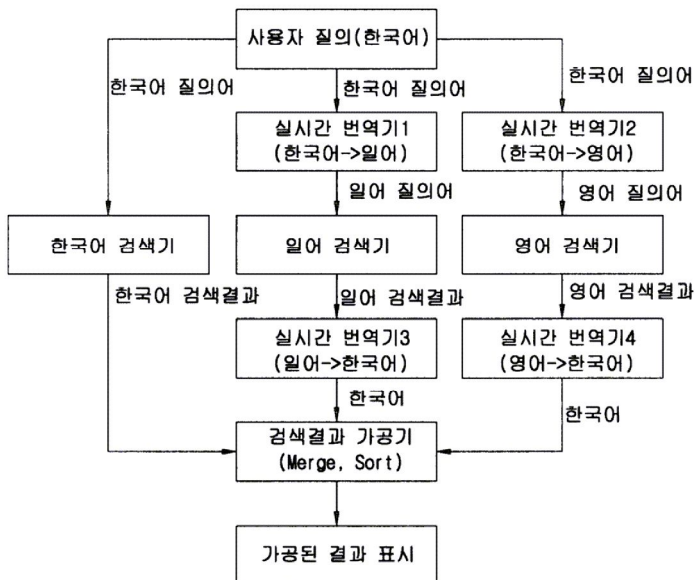 사용자 질의(한국어)
한국어 질의어
한국어 질의어
한국어 질의어
실시간 번역기1
(한국어->일어)
실시간 번역기2
(한국어->영어)
일어 질의어
영어 질의어
한국어 검색기
일어 검색기
영어 검색기
한국어 검색결과
일어 검색결과
영어 검색결과
실시간 번역기3
(일어->한국어)
실시간 번역기4
(영어->한국어)
한국어
한국어
검색결과 가공기
(Merge, Sort)
가공된 결과 표시